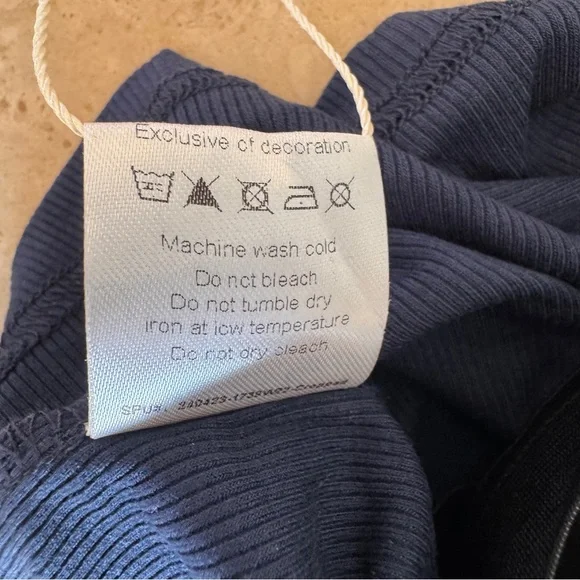 Exclusive of decoration
Machine wash cold
Do not bleach
Do not tumble dry
iron at low temperature
Do not dry bleach
SPU#: